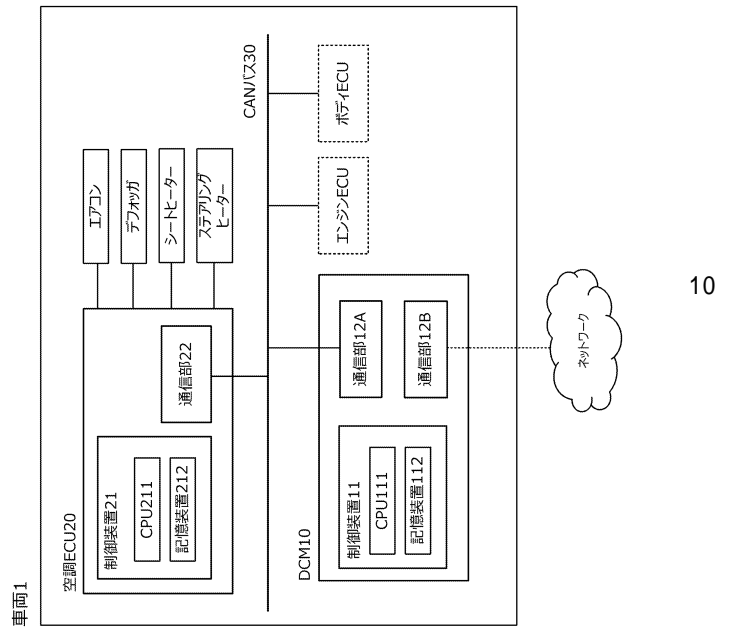 車両1
空調ECU20
制御装置21
CPU211
記憶装置212
通信部22
エアコン
デフォッガ
シートヒーター
ステアリング
ヒーター
CANバス30
DCM10
制御装置11
CPU111
記憶装置112
通信部12A
通信部12B
エンジンECU
ボディECU
ネットワーク
10